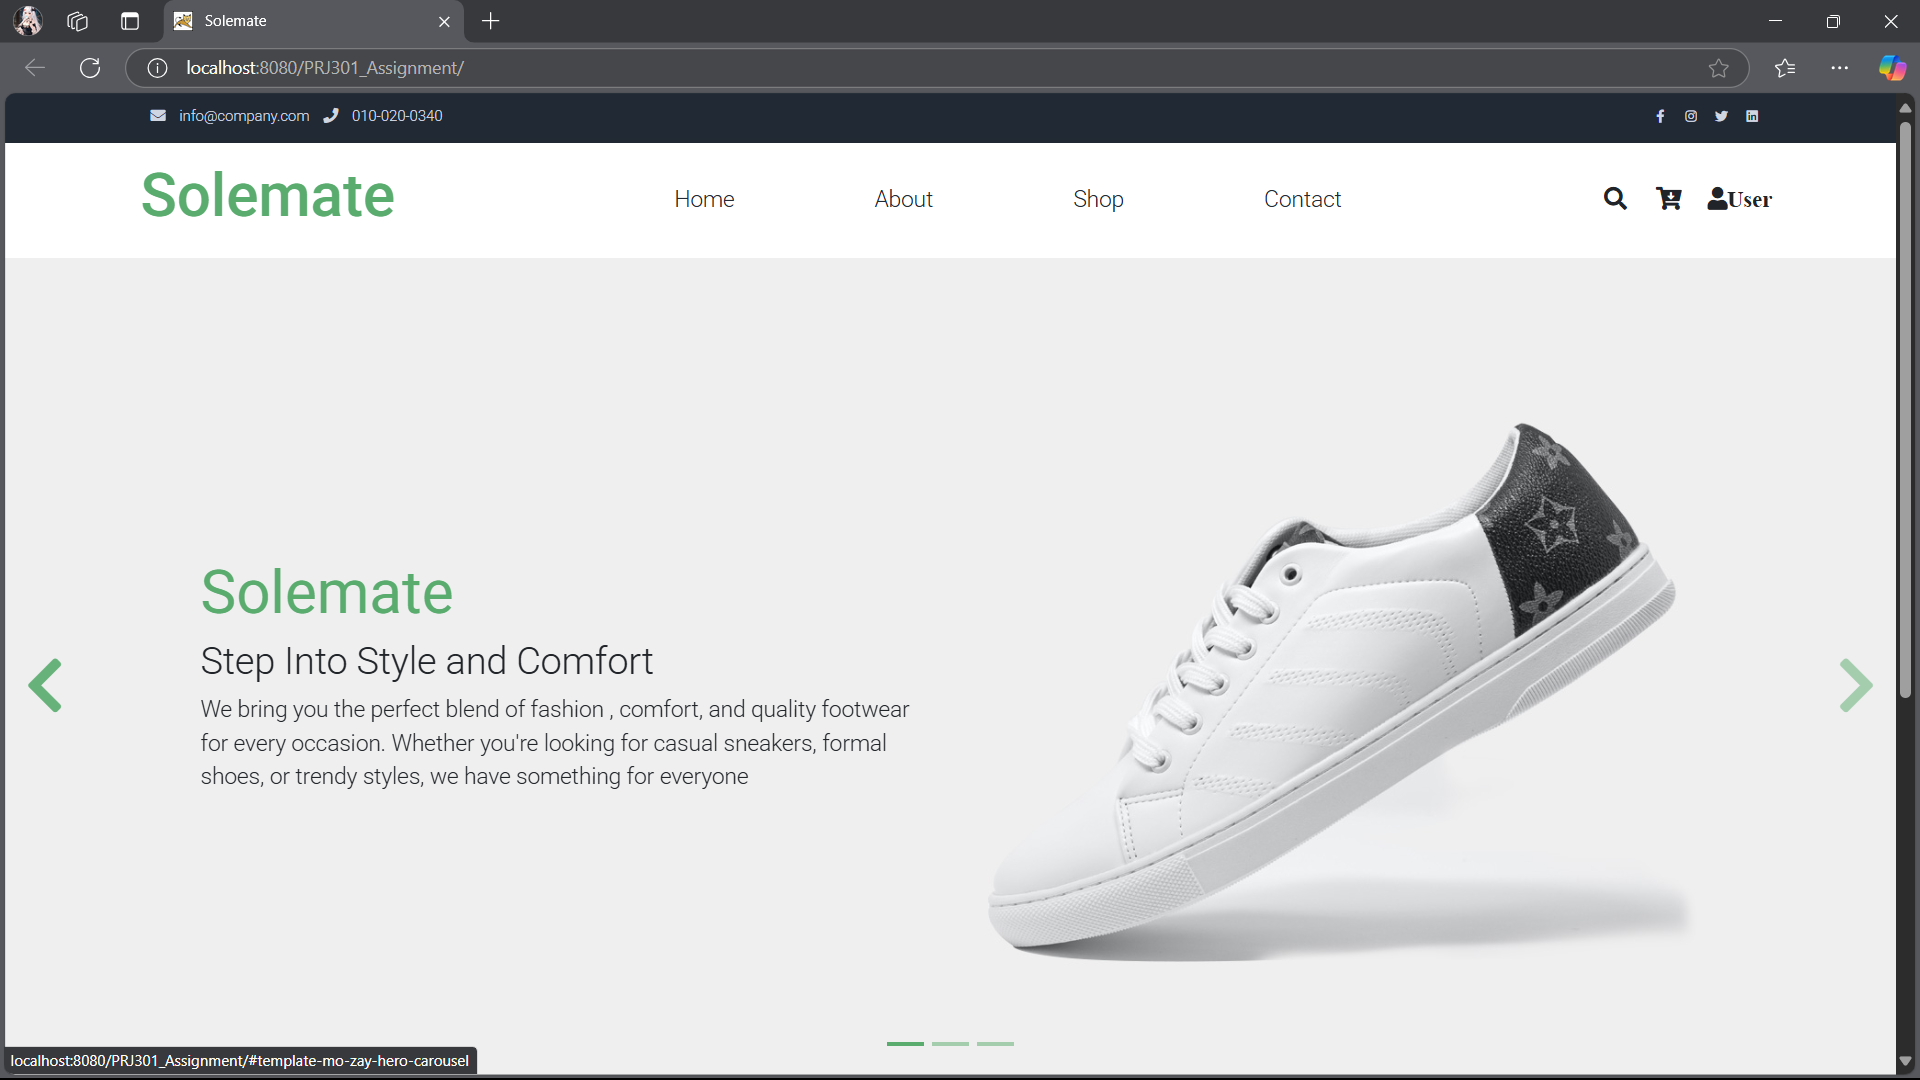 Solemate
localhost:8080/PRJ301_Assignment/
info@company.com 010-020-0340
Solemate
Home About Shop Contact User
Solemate
Step Into Style and Comfort
We bring you the perfect blend of fashion , comfort, and quality footwear
for every occasion. Whether you're looking for casual sneakers, formal
shoes, or trendy styles, we have something for everyone
localhost:8080/PRJ301_Assignment/#template-mo-zay-hero-carousel